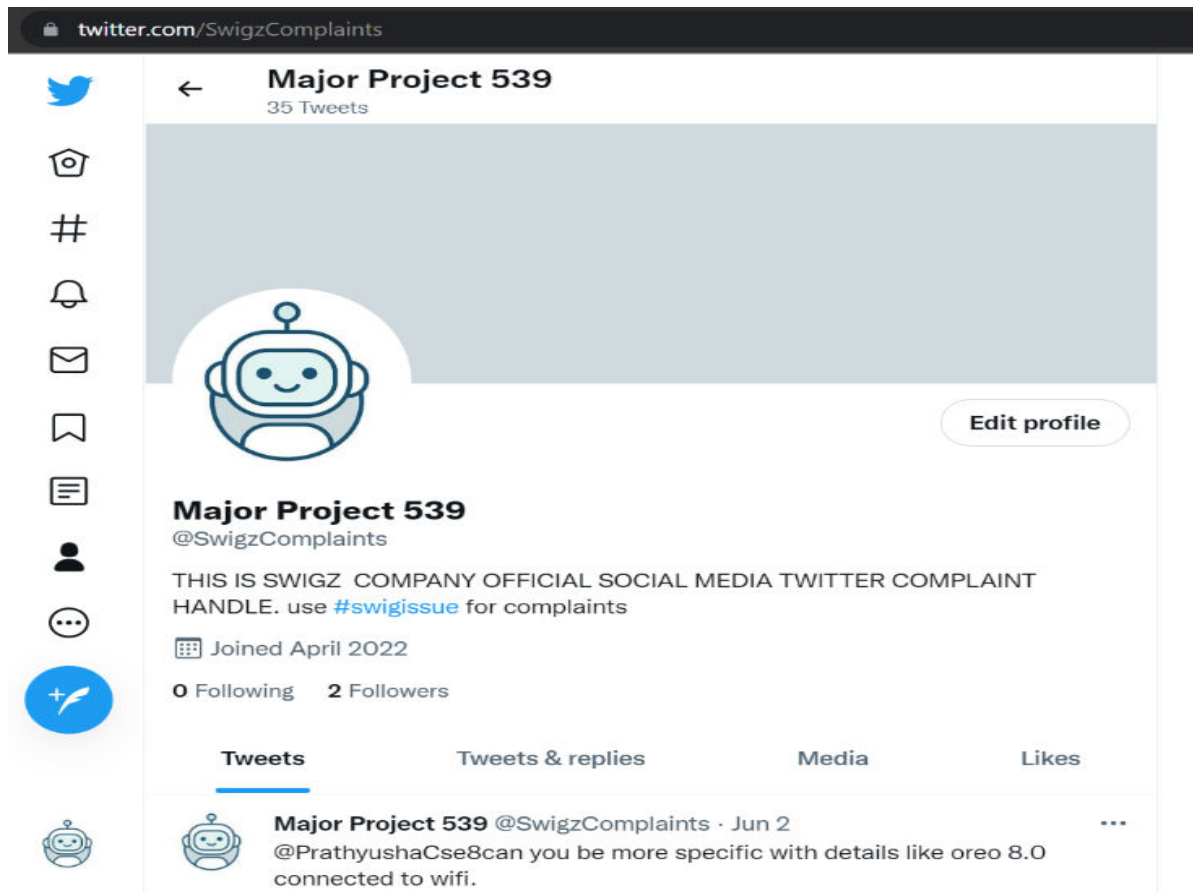 twitter.com/SwigzComplaints
Major Project 539
35 Tweets
Edit profile
Major Project 539
@SwigzComplaints
THIS IS SWIGZ  COMPANY OFFICIAL SOCIAL MEDIA TWITTER COMPLAINT
HANDLE. use #swigissue for complaints
Joined April 2022
0 Following 2 Followers
Tweets Tweets & replies Media Likes
Major Project 539 @SwigzComplaints · Jun 2
@PrathyushaCse8can you be more specific with details like oreo 8.0
connected to wifi.